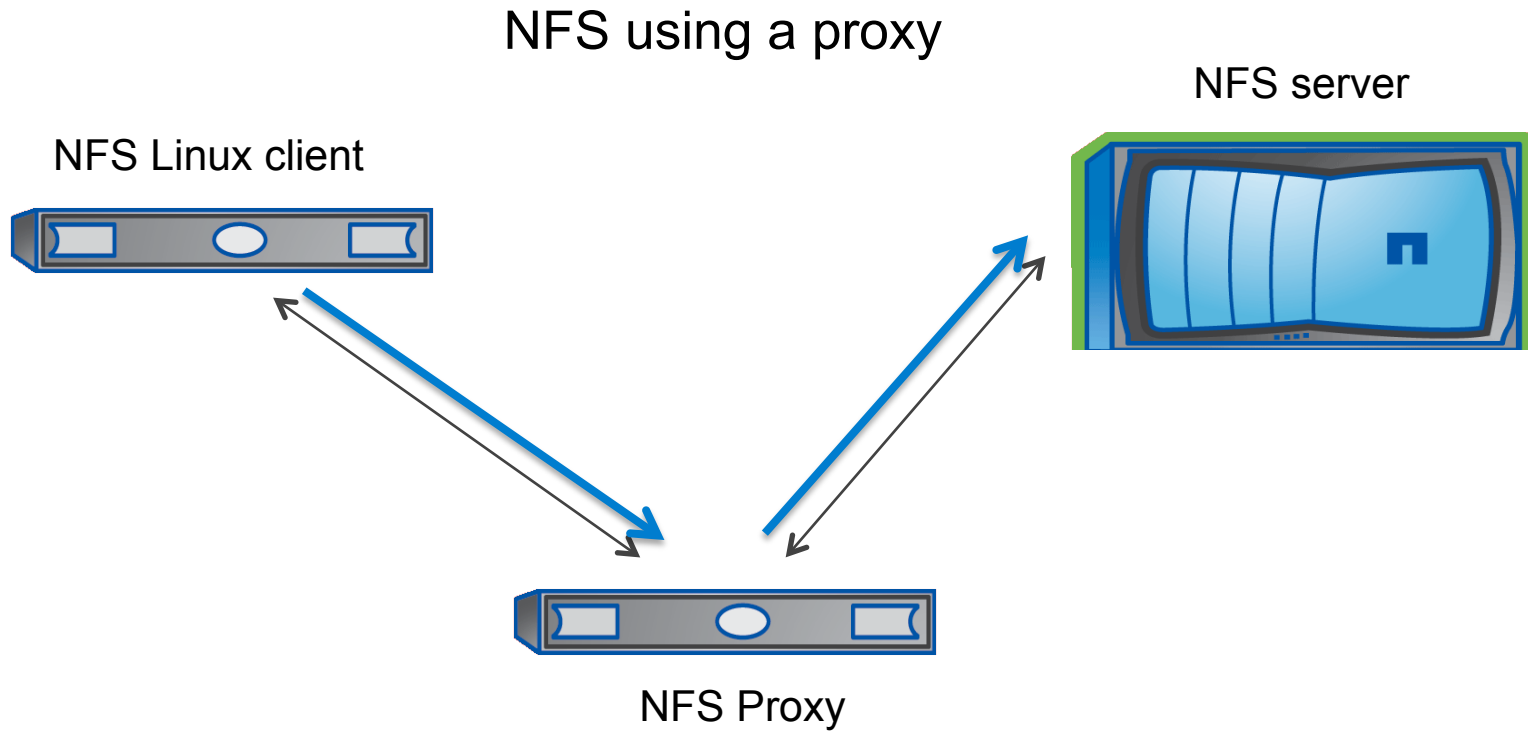 NFS using a proxy
NFS server
NFS Linux client
NFS Proxy